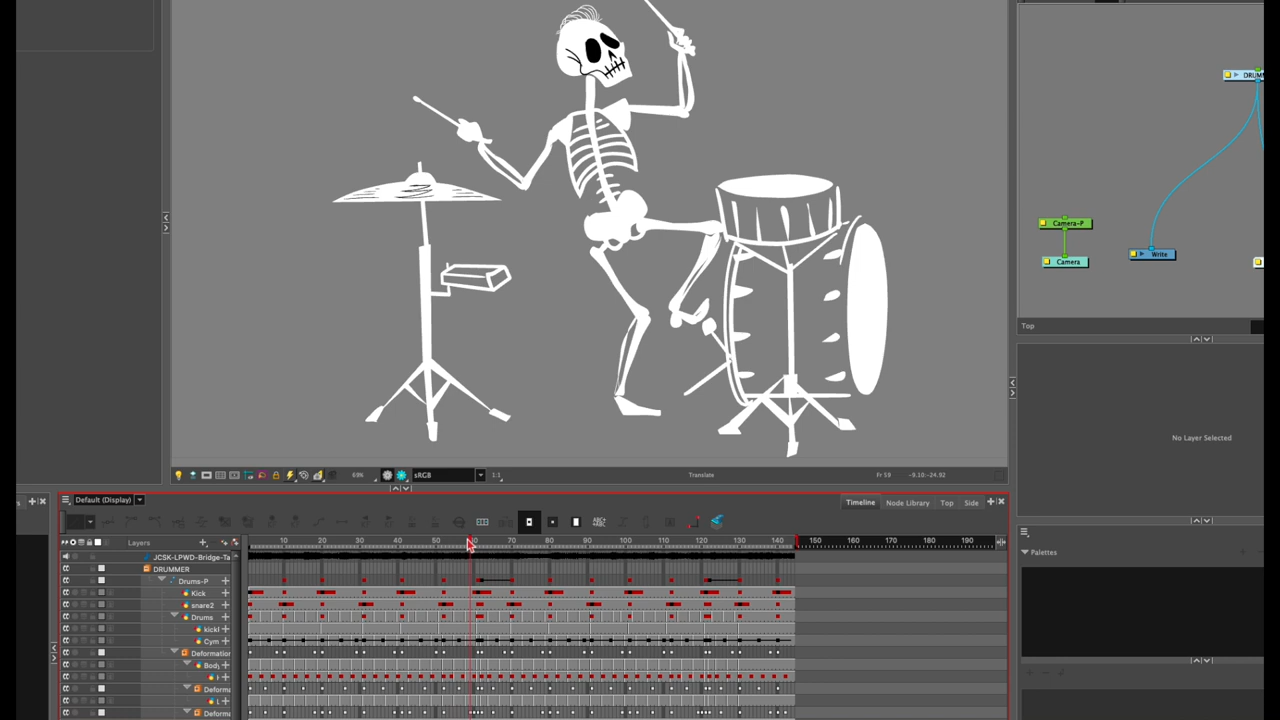 DRUMM
Camera-P
Camera
Write
Top
No Layer Selected
69%
sRGB
1:1
Translate
Fr 59
-9.10:-24.92
Default (Display)
Timeline
Node Library
Top
Side
Layers
10 20 30 40 50 60 70 80 90 100 110 120 130 140 150 160 170 180 190
JCSK-LPWD-Bridge-Ta
DRUMMER
Drums-P
Kick
snare2
Drums
kickl
Cym
Deformation
Body
Deforma
Deforma
Palettes